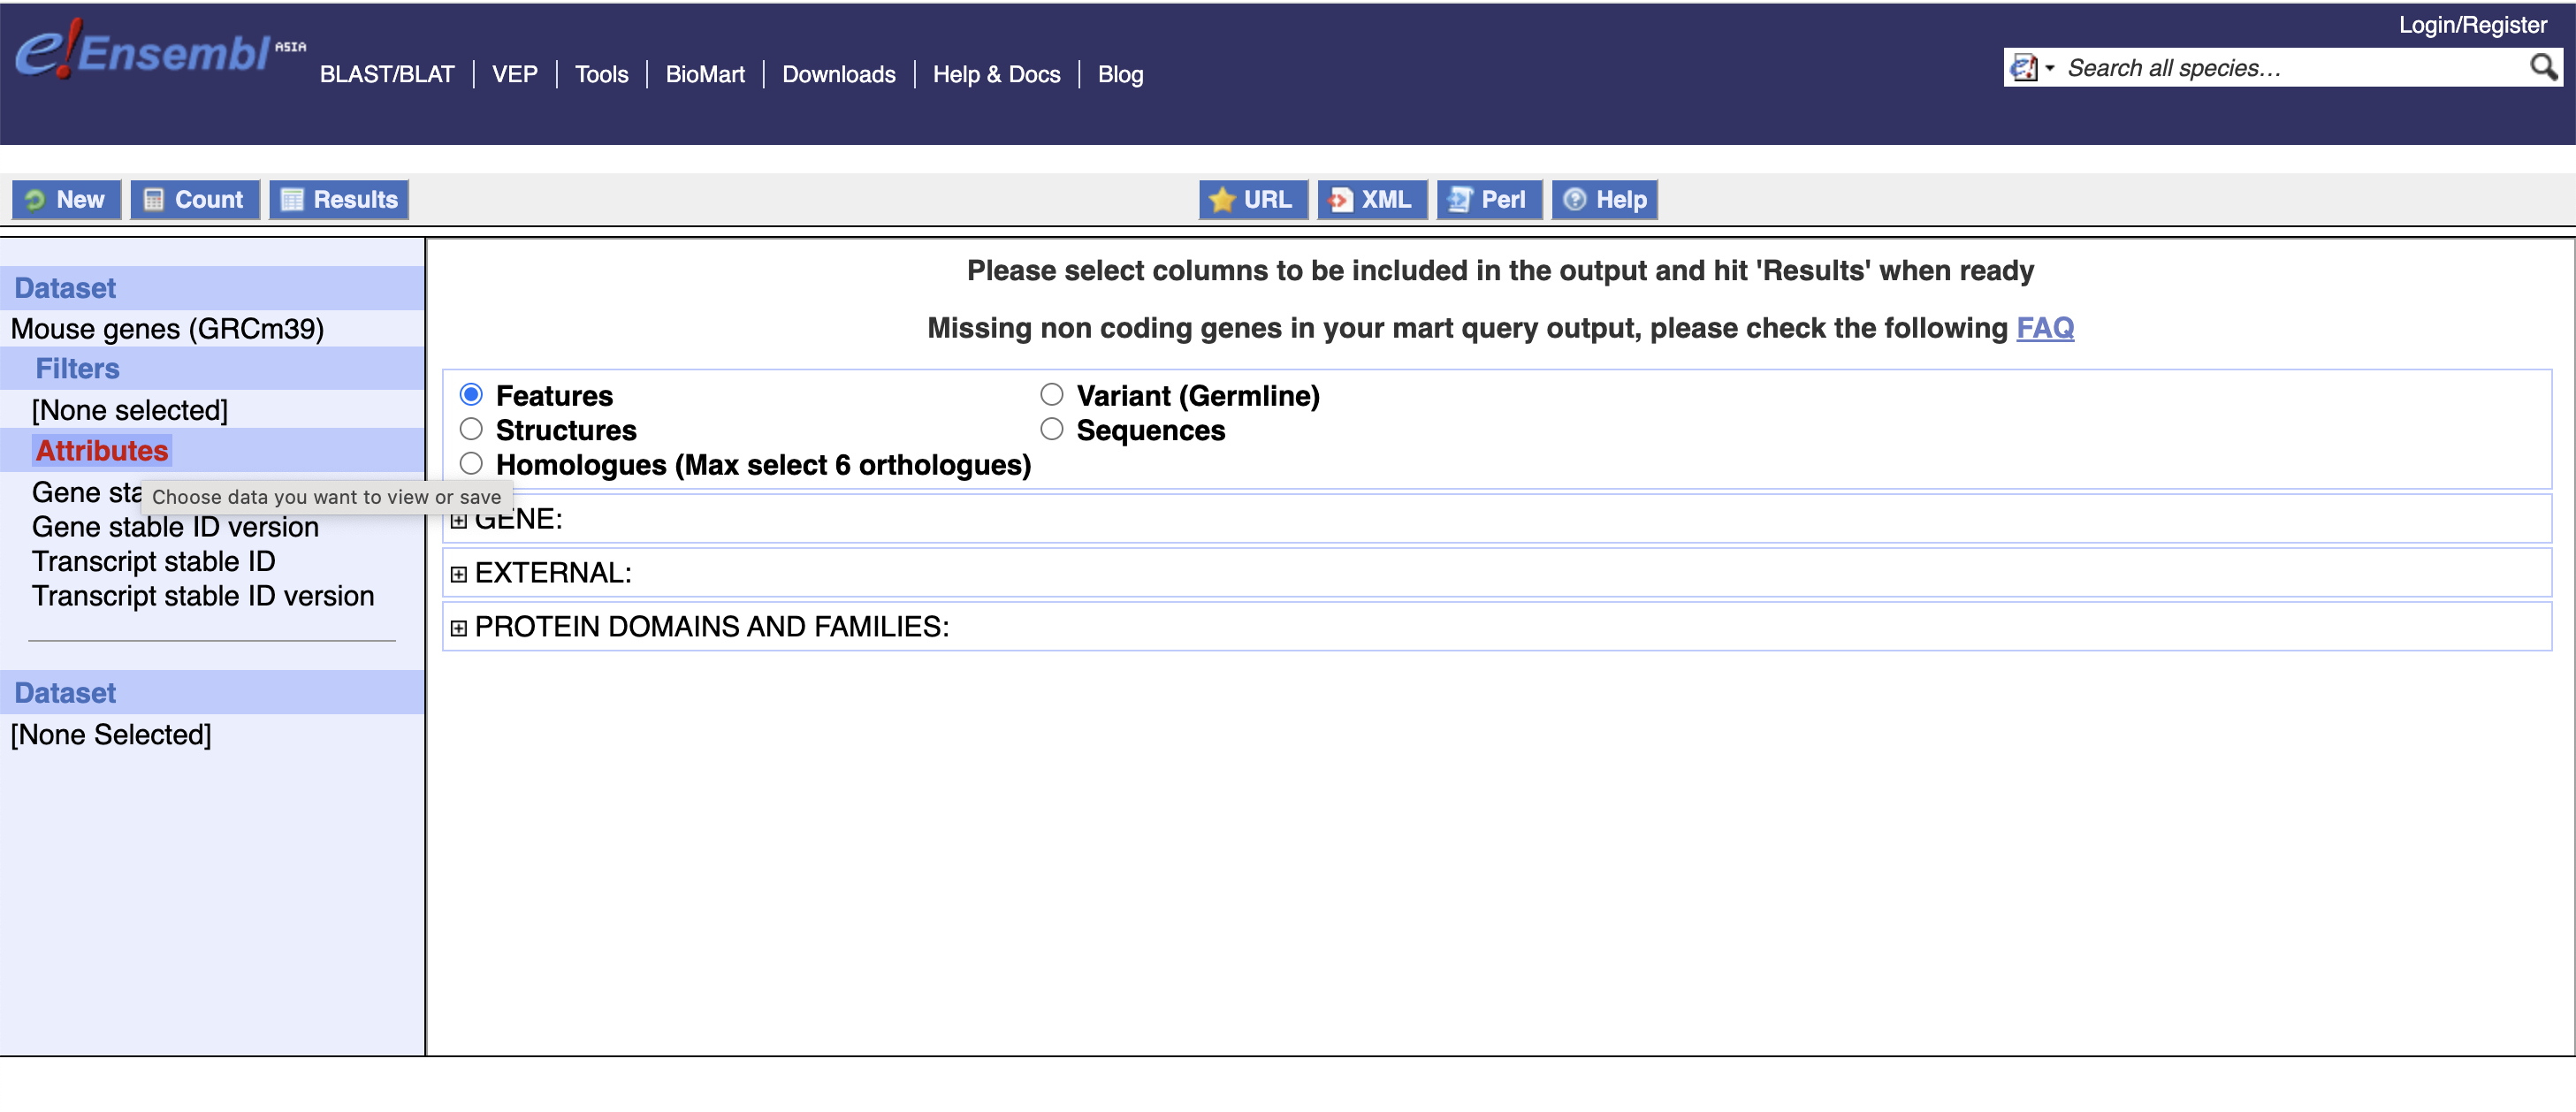 Login/Register
e!Ensembl ASIA
BLAST/BLAT VEP Tools BioMart Downloads Help & Docs Blog
Search all species...
New Count Results URL XML Perl Help
Dataset
Mouse genes (GRCm39)
Filters
[None selected]
Attributes
Gene sta
Choose data you want to view or save
Gene stable ID version
Transcript stable ID
Transcript stable ID version
Dataset
[None Selected]
Please select columns to be included in the output and hit 'Results' when ready
Missing non coding genes in your mart query output, please check the following FAQ
Features Variant (Germline)
Structures Sequences
Homologues (Max select 6 orthologues)
GENE:
EXTERNAL:
PROTEIN DOMAINS AND FAMILIES: